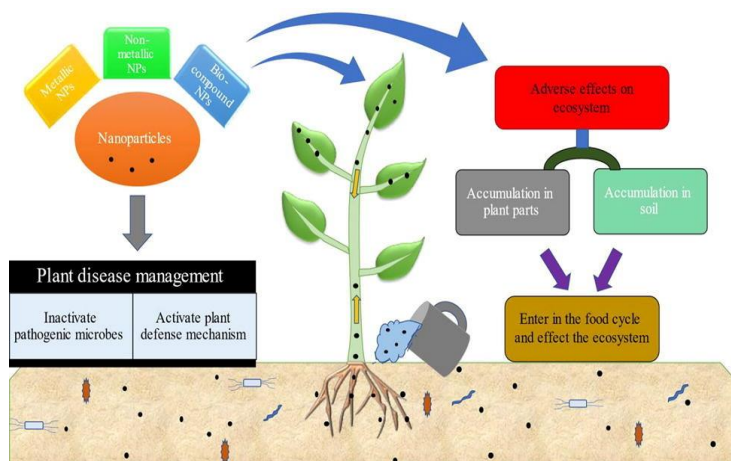 Metallic NPs
Non-
metallic NPs
Bio-
compound NPs
Nanoparticles
Plant disease management
Inactivate
pathogenic microbes
Activate plant
defense mechanism
Adverse effects on
ecosystem
Accumulation in
plant parts
Accumulation in
soil
Enter in the food cycle
and effect the ecosystem